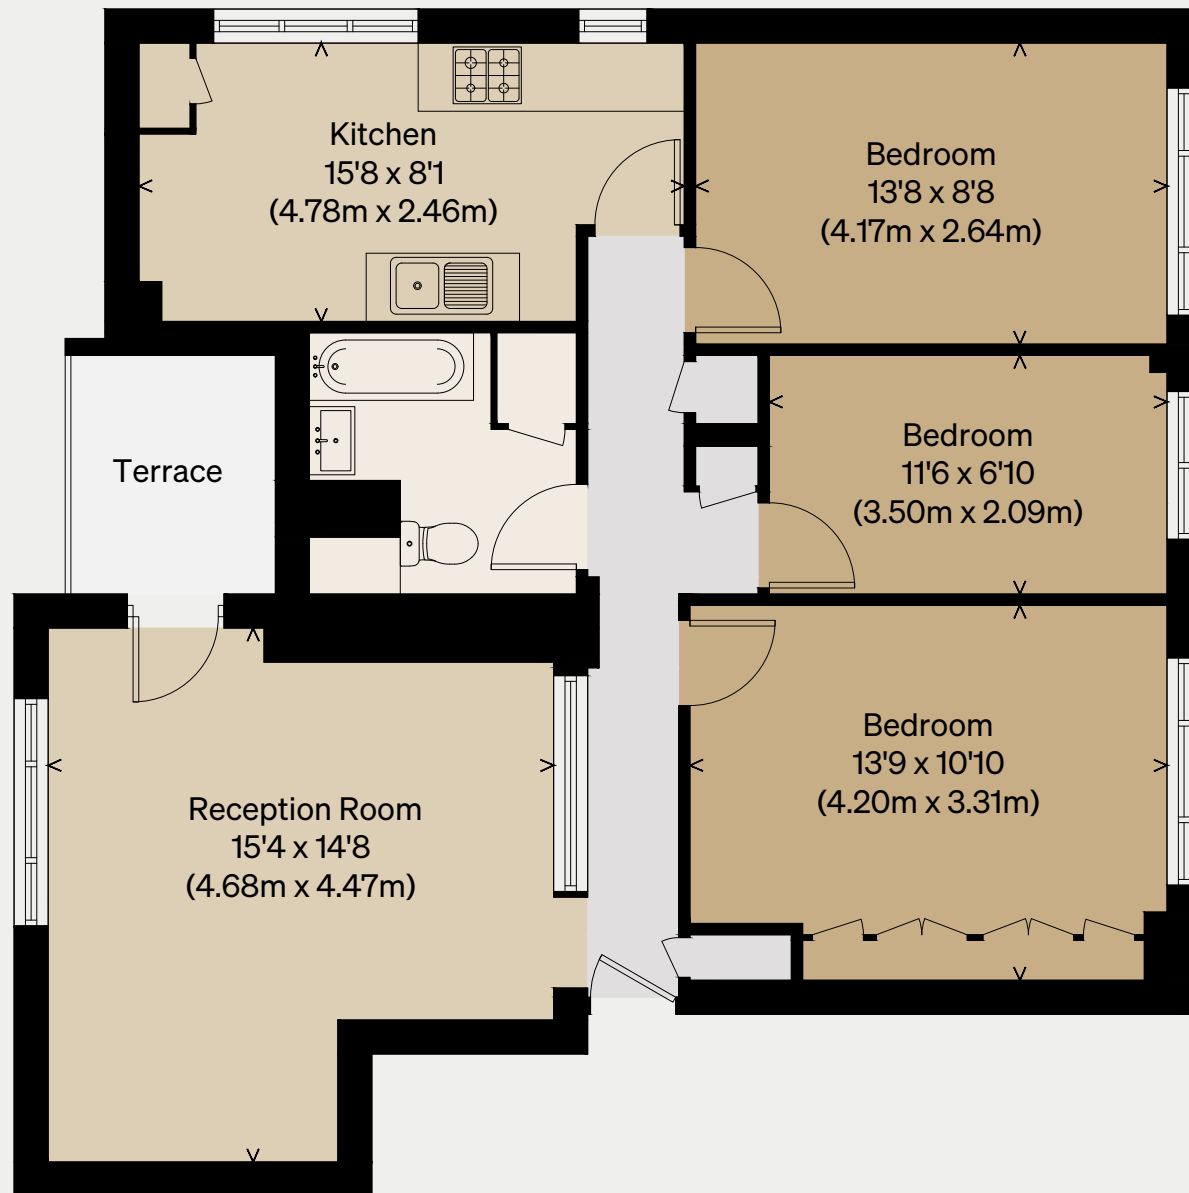 Kitchen
15'8 x 8'1
(4.78m x 2.46m)
Bedroom
13'8 x 8'8
(4.17m x 2.64m)
Terrace
Bedroom
11'6 x 6'10
(3.50m x 2.09m)
Bedroom
13'9 x 10'10
(4.20m x 3.31m)
Reception Room
15'4 x 14'8
(4.68m x 4.47m)